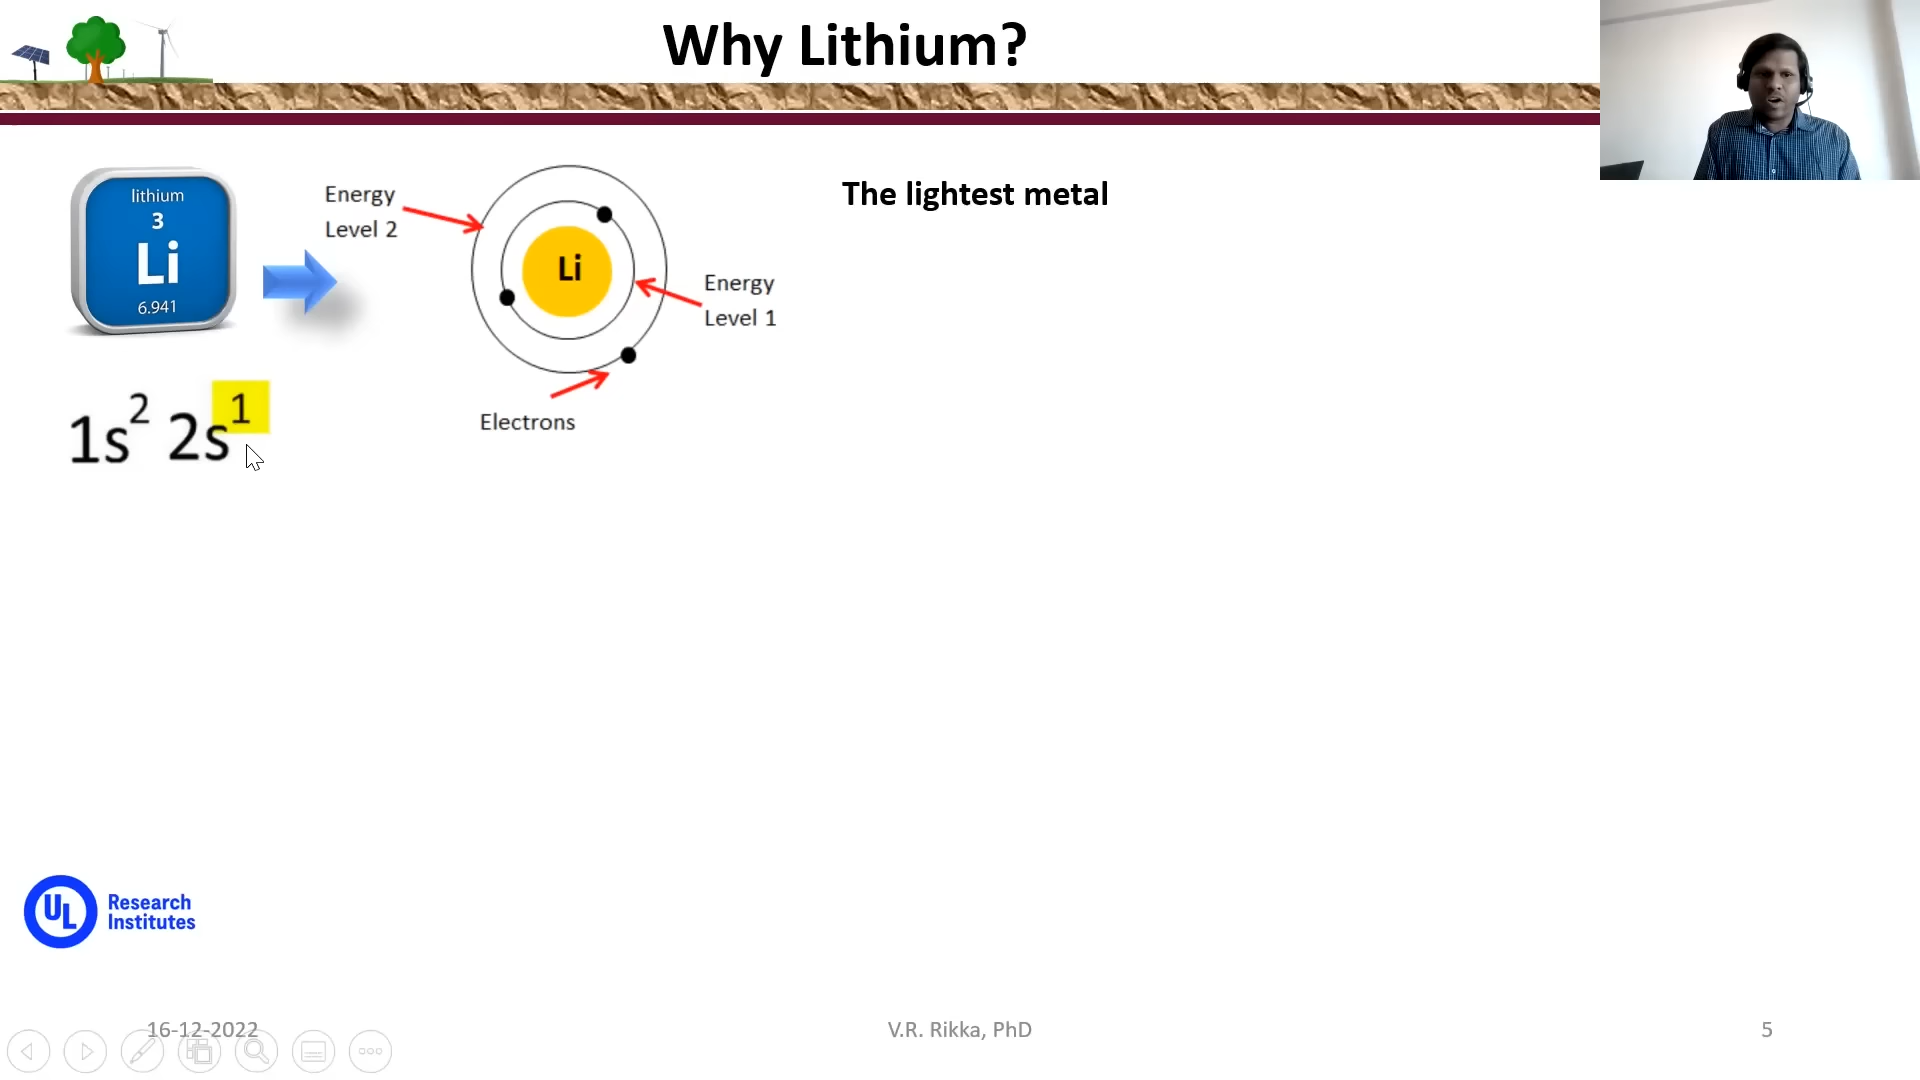 Why Lithium?
lithium
3
Li
6.941
Energy
Level 2
Li
Energy
Level 1
Electrons
The lightest metal
1s² 2s¹
UL
Research
Institutes
16-12-2022
V.R. Rikka, PhD
5